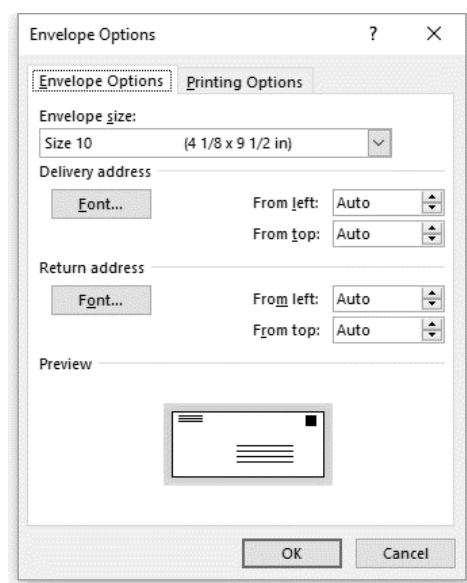 Envelope Options ? ×
Envelope Options Printing Options
Envelope size:
Size 10 (4 1/8 x 9 1/2 in)
Delivery address
Font... From left: Auto
From top: Auto
Return address
Font... From left: Auto
From top: Auto
Preview
OK Cancel